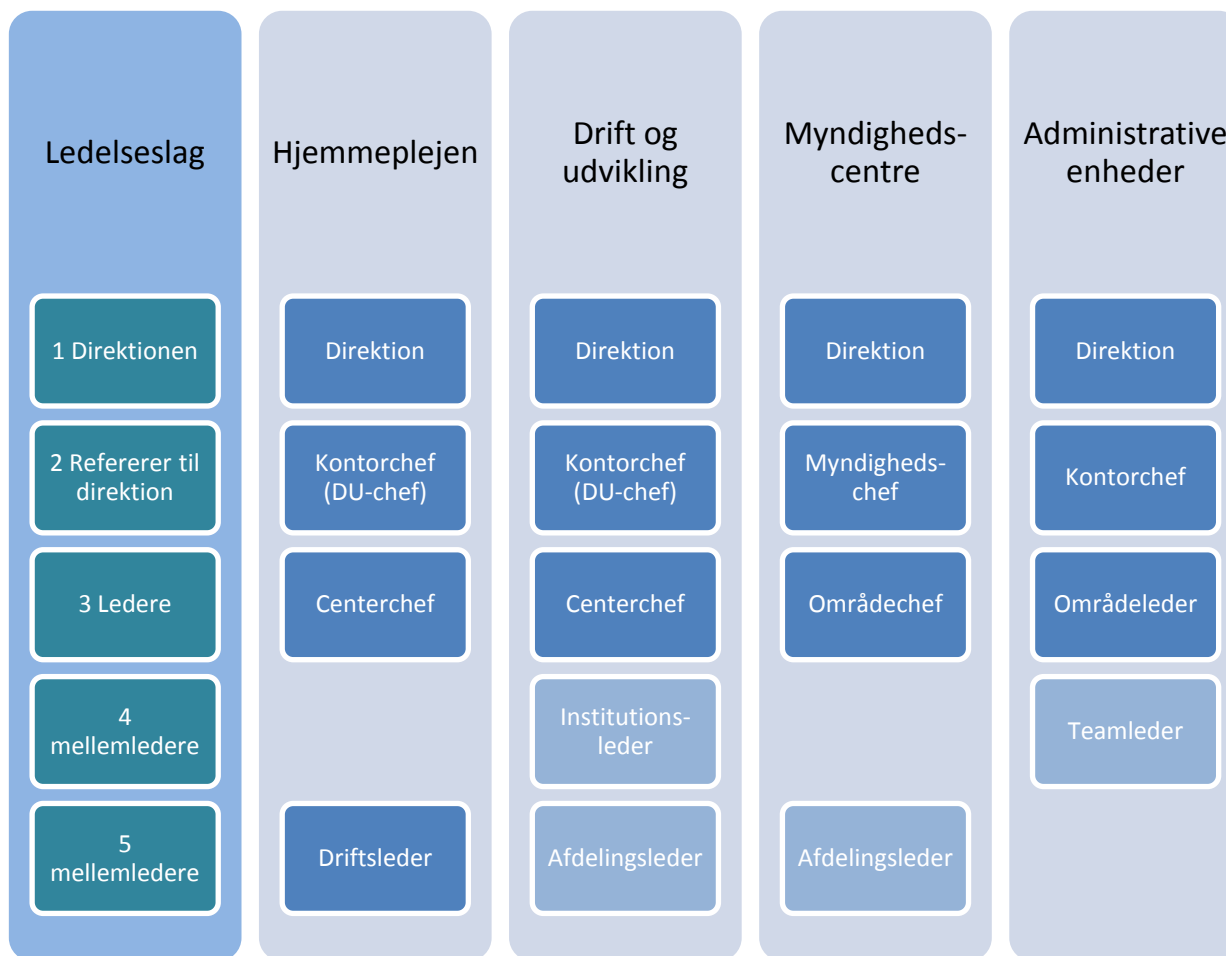 Ledelseslag
Hjemmeplejen
Drift og
udvikling
Myndigheds-
centre
Administrative
enheder
1 Direktionen
Direktion
Direktion
Direktion
Direktion
2 Refererer til
direktion
Kontorchef
(DU-chef)
Kontorchef
(DU-chef)
Myndigheds-
chef
Kontorchef
3 Ledere
Centerchef
Centerchef
Områdechef
Områdeleder
4
mellemledere
Institutions-
leder
Teamleder
5
mellemledere
Driftsleder
Afdelingsleder
Afdelingsleder